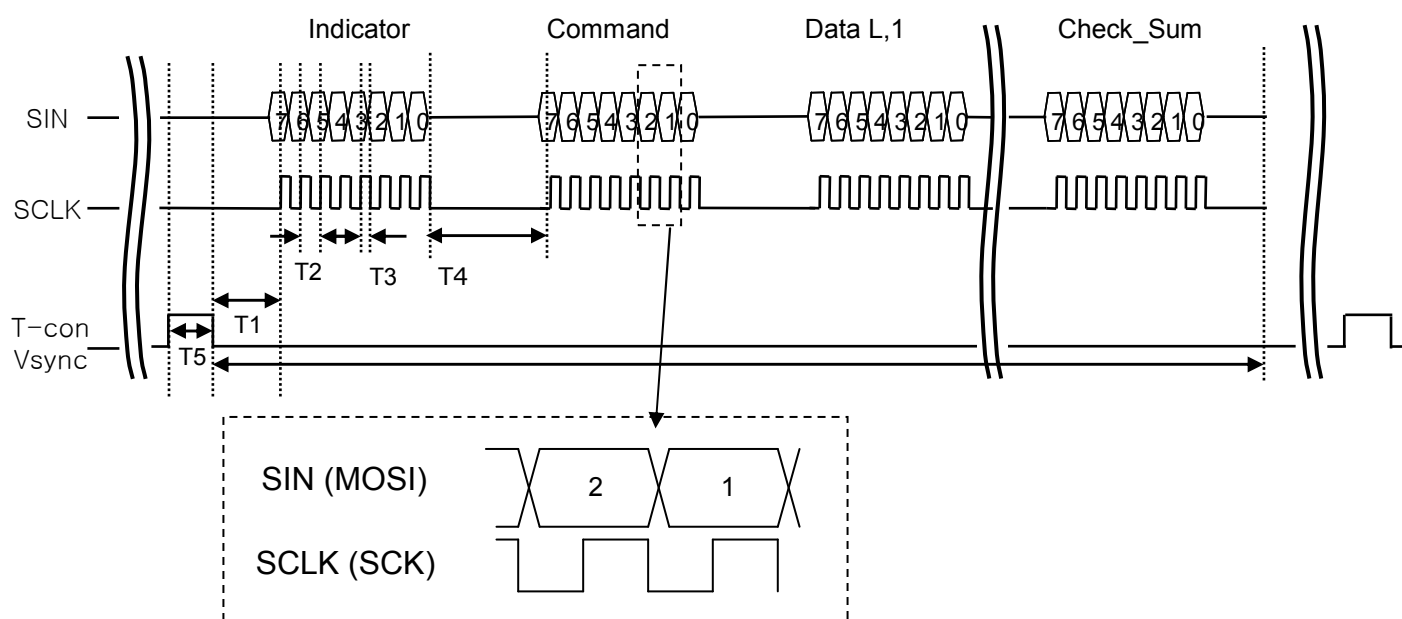 Indicator Command Data L,1 Check_Sum
SIN 7 6 5 4 3 2 1 0 7 6 5 4 3 2 1 0 7 6 5 4 3 2 1 0 7 6 5 4 3 2 1 0
SCLK
T2 T3 T4
T1
T-con
Vsync
T5
SIN (MOSI) 2 1
SCLK (SCK)